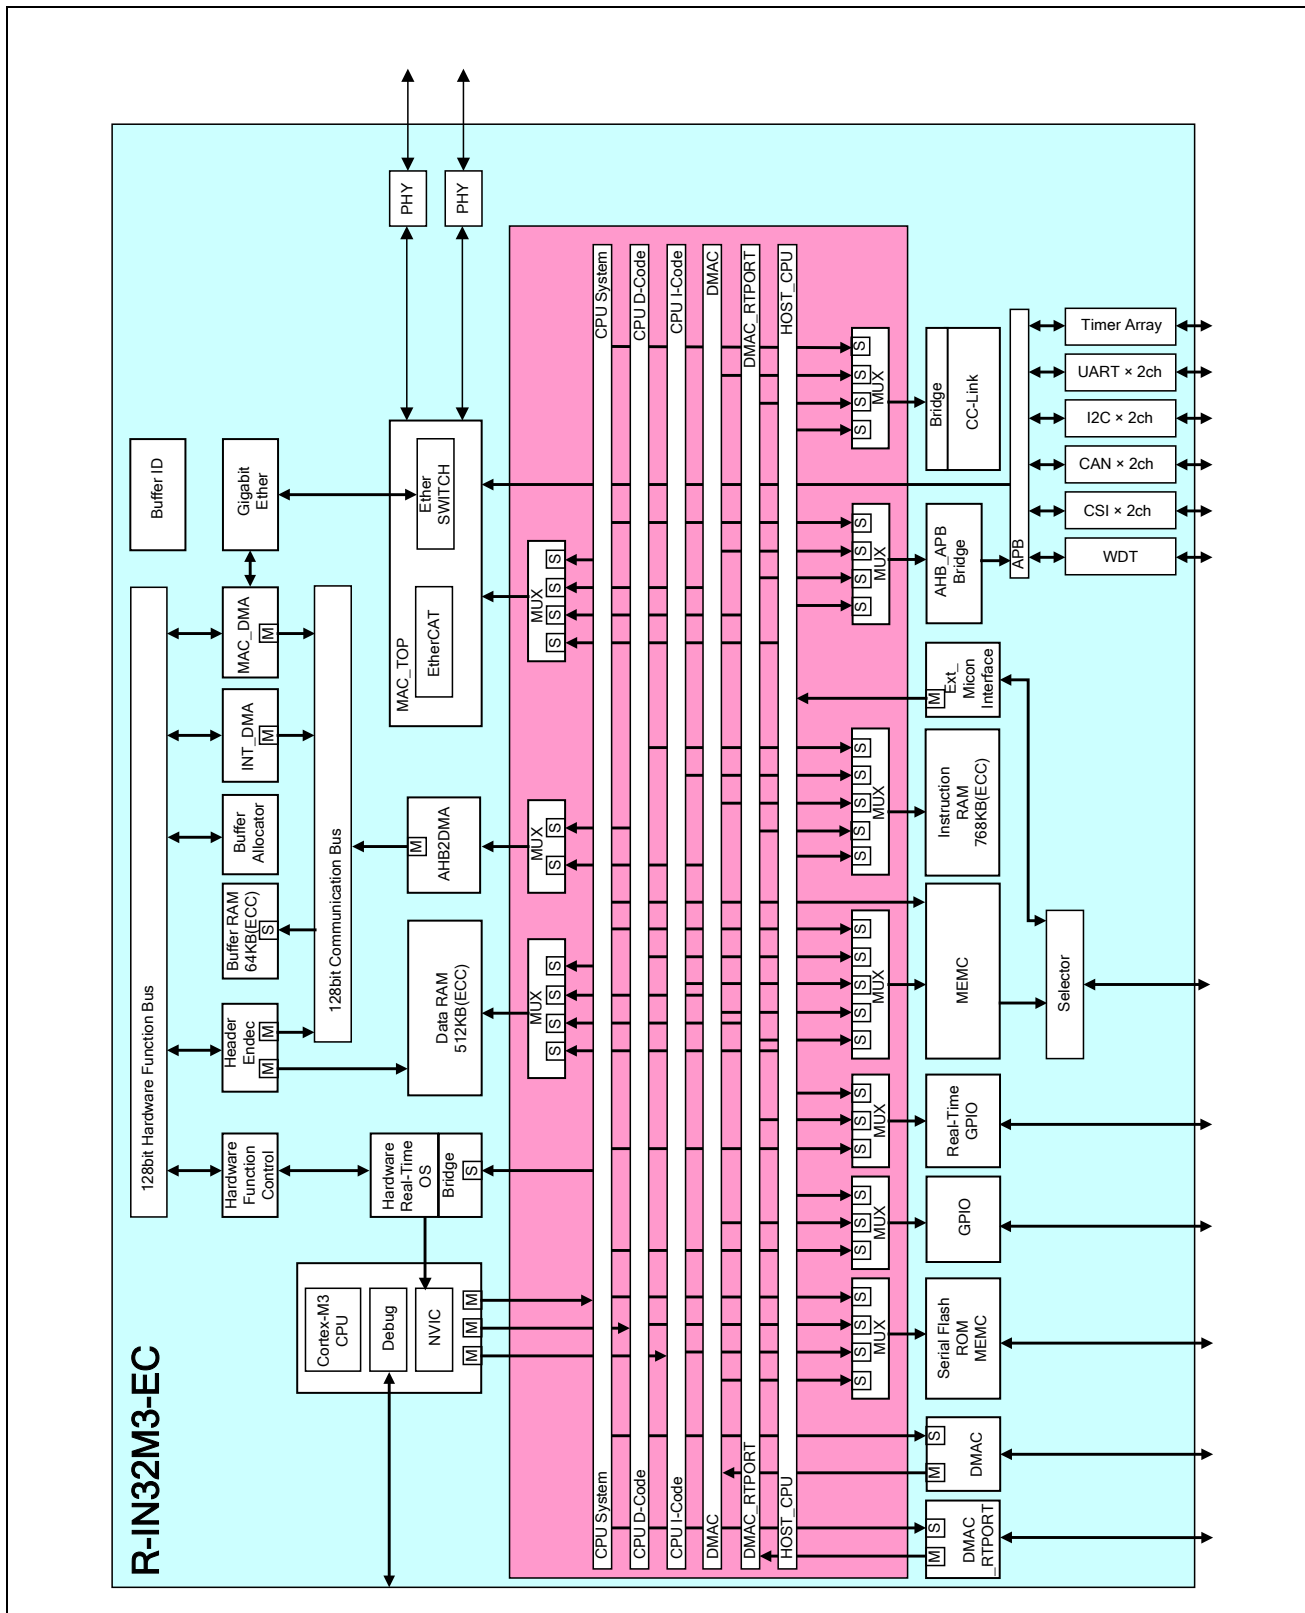 R-IN32M3-EC
128bit Hardware Function Bus
Buffer ID
Hardware
Function
Control
Header
Endec
M
M
Buffer RAM
64KB(ECC)
S
Buffer
Allocator
INT_DMA
M
MAC_DMA
M
Gigabit
Ether
128bit Communication Bus
Cortex-M3
CPU
Debug
NVIC
M
M
M
Hardware
Real-Time
OS
Bridge
S
Data RAM
512KB(ECC)
AHB2DMA
M
MAC_TOP
EtherCAT
Ether
SWITCH
PHY
PHY
MUX
S
S
S
S
MUX
S
S
MUX
S
S
S
S
CPU System
CPU System
CPU D-Code
CPU D-Code
CPU I-Code
CPU I-Code
DMAC
DMAC
DMAC_RTPORT
DMAC_RTPORT
HOST_CPU
HOST_CPU
S
S
S
S
MUX
S
S
S
MUX
S
S
S
MUX
S
S
S
S
S
MUX
S
S
S
S
S
MUX
S
S
S
S
MUX
S
S
S
S
MUX
M
S
DMAC
_RTPORT
M
S
DMAC
Serial Flash
ROM
MEMC
GPIO
Real-Time
GPIO
MEMC
Instruction
RAM
768KB(ECC)
M
Ext_
Micon
Interface
AHB_APB
Bridge
Bridge
CC-Link
Selector
APB
Timer Array
UART × 2ch
I2C × 2ch
CAN × 2ch
CSI × 2ch
WDT